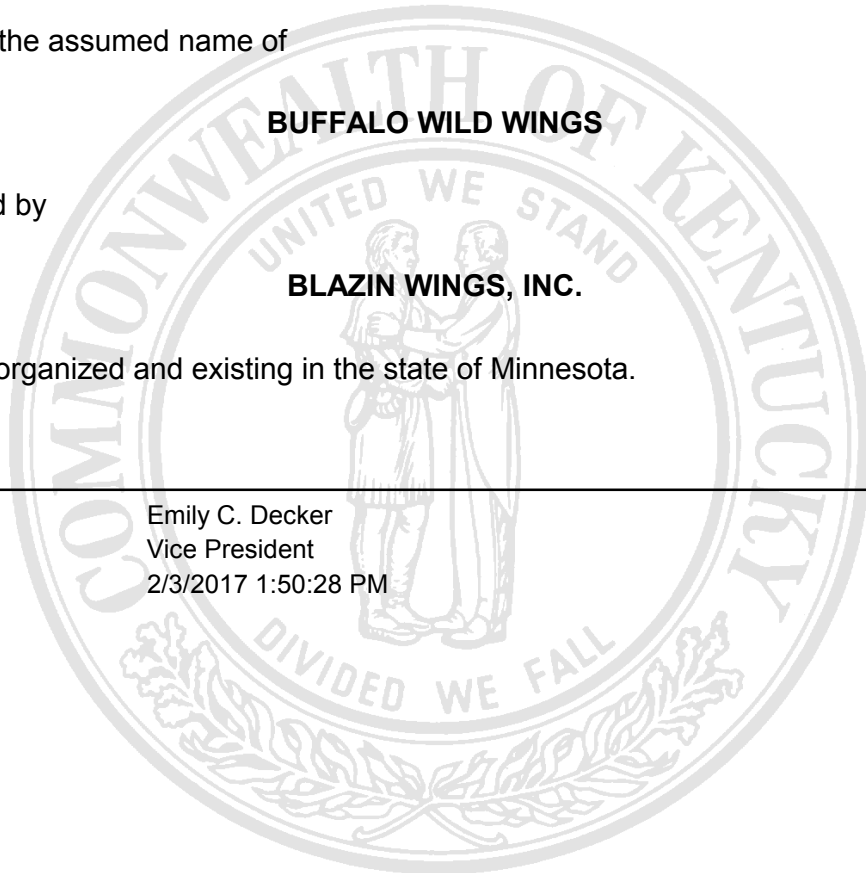 the assumed name of
BUFFALO WILD WINGS
d by
BLAZIN WINGS, INC.
organized and existing in the state of Minnesota.
Emily C. Decker
Vice President
2/3/2017 1:50:28 PM
COMMONWEALTH OF KENTUCKY
UNITED WE STAND
DIVIDED WE FALL